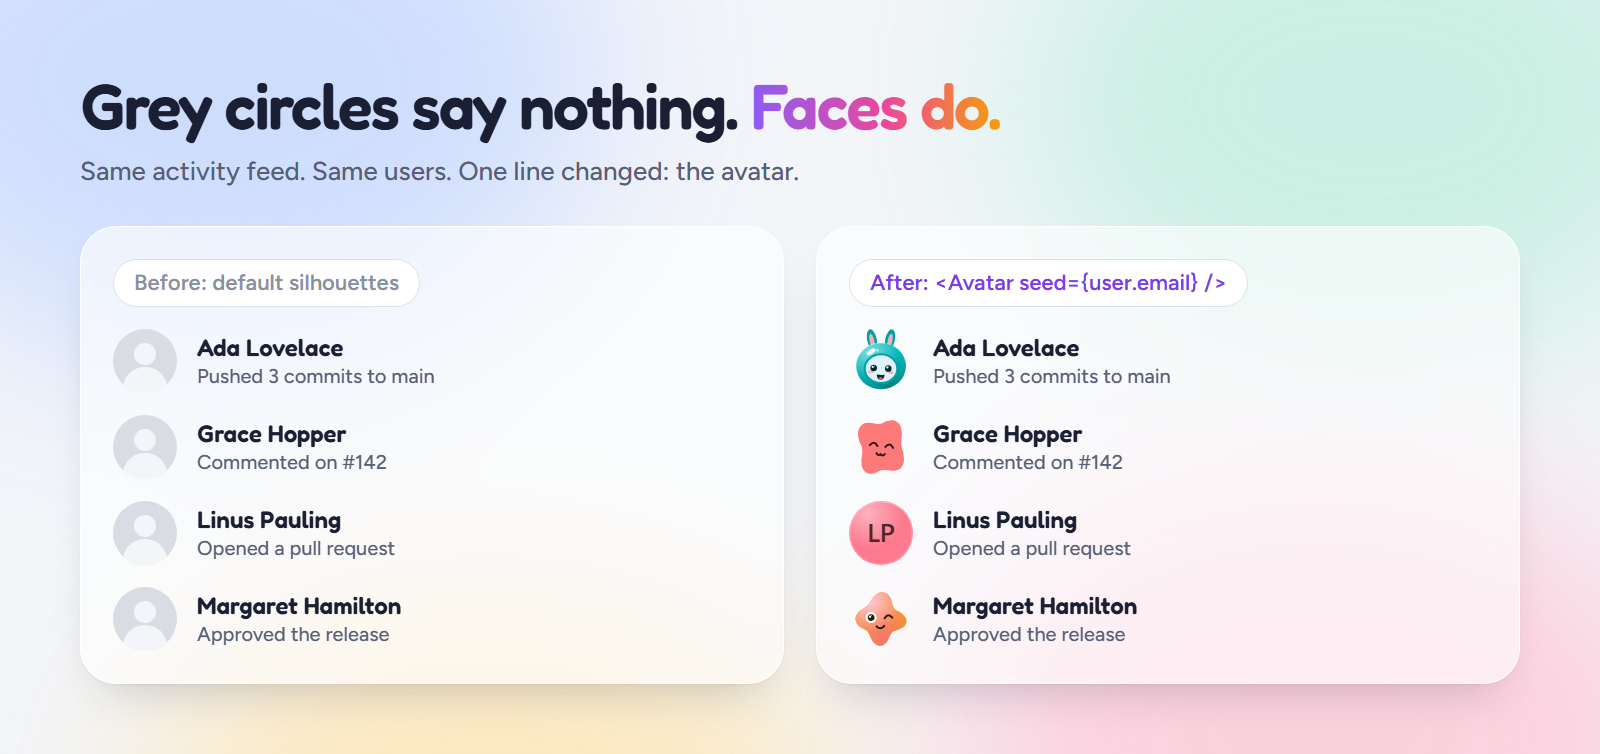 Grey circles say nothing. Faces do.
Same activity feed. Same users. One line changed: the avatar.
Before: default silhouettes
Ada Lovelace
Pushed 3 commits to main
Grace Hopper
Commented on #142
Linus Pauling
Opened a pull request
Margaret Hamilton
Approved the release
After: <Avatar seed={user.email} />
Ada Lovelace
Pushed 3 commits to main
Grace Hopper
Commented on #142
LP
Linus Pauling
Opened a pull request
Margaret Hamilton
Approved the release